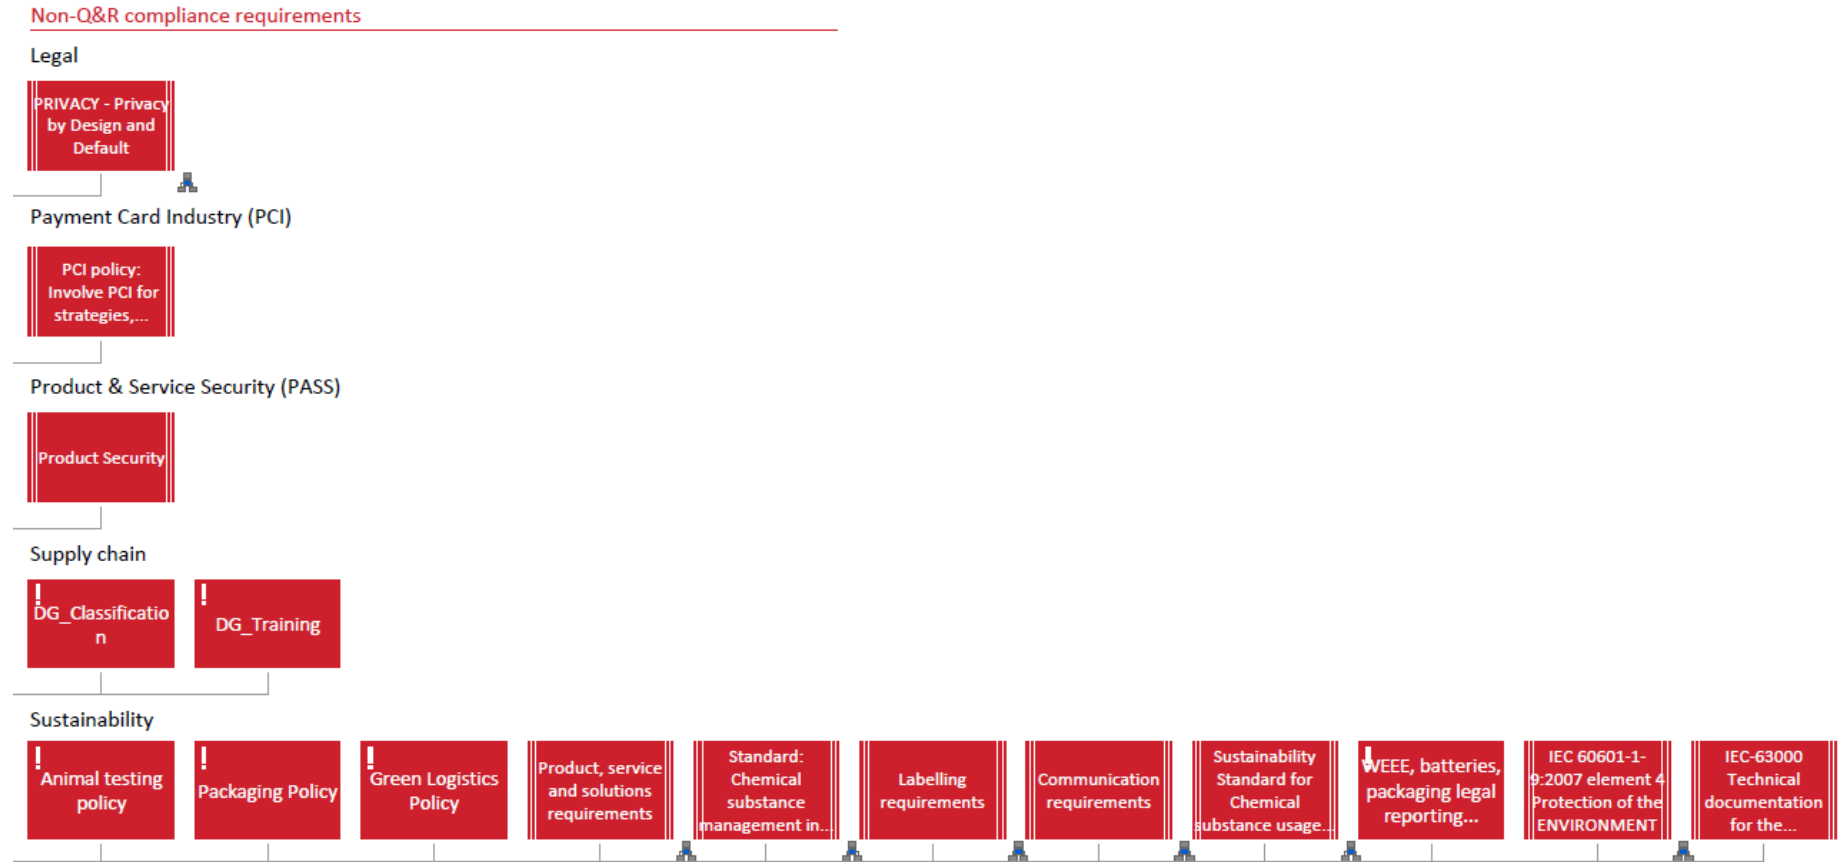 Non-Q&R compliance requirements
Legal
PRIVACY - Privacy
by Design and
Default
Payment Card Industry (PCI)
PCI policy:
Involve PCI for
strategies,...
Product & Service Security (PASS)
Product Security
Supply chain
!
DG_Classificatio
n
!
DG_Training
Sustainability
!
Animal testing
policy
!
Packaging Policy
!
Green Logistics
Policy
Product, service
and solutions
requirements
Standard:
Chemical
substance
management in...
Labelling
requirements
Communication
requirements
Sustainability
Standard for
Chemical
substance usage...
!
WEEE, batteries,
packaging legal
reporting...
IEC 60601-1-
9:2007 element 4
Protection of the
ENVIRONMENT
IEC-63000
Technical
documentation
for the...